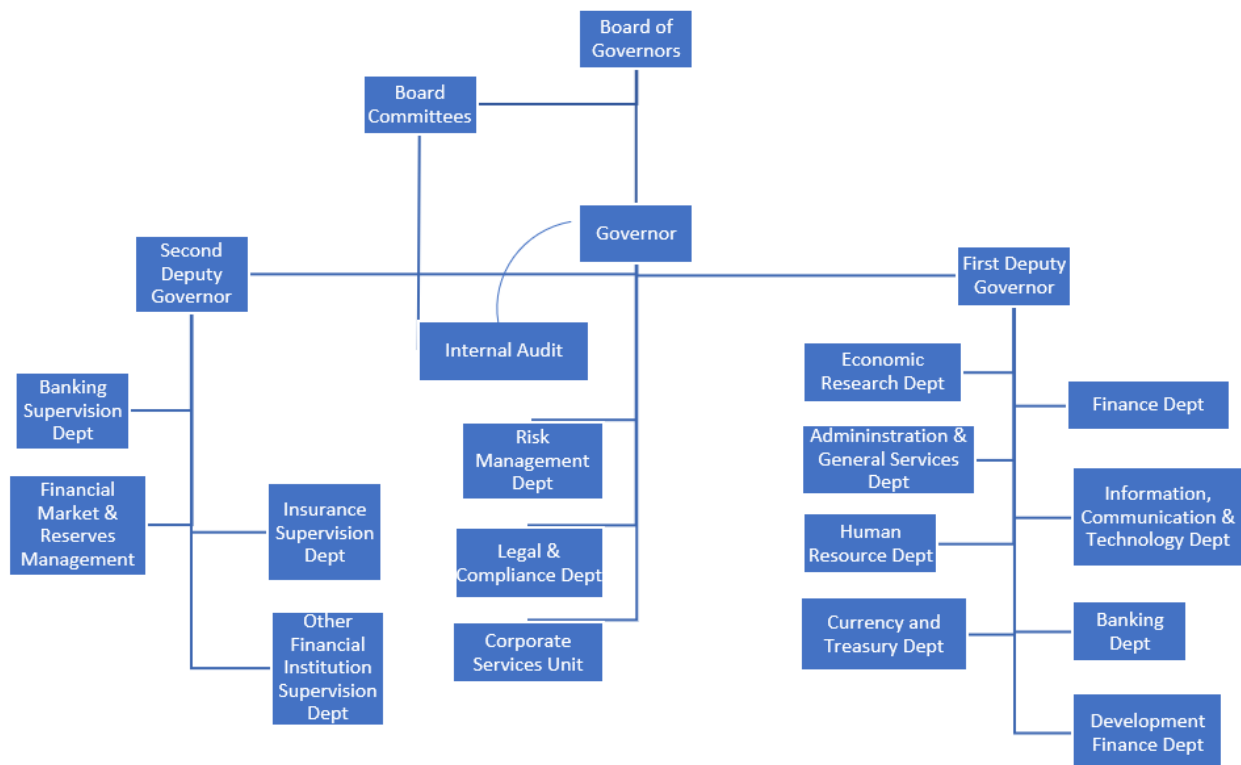 Board of
Governors
Board
Committees
Governor
Second
Deputy
Governor
First Deputy
Governor
Internal Audit
Economic
Research Dept
Banking
Supervision
Dept
Finance Dept
Risk
Management
Dept
Admininstration &
General Services
Dept
Financial
Market &
Reserves
Management
Insurance
Supervision
Dept
Information,
Communication &
Technology Dept
Legal &
Compliance Dept
Human
Resource Dept
Other
Financial
Institution
Supervision
Dept
Corporate
Services Unit
Currency and
Treasury Dept
Banking
Dept
Development
Finance Dept